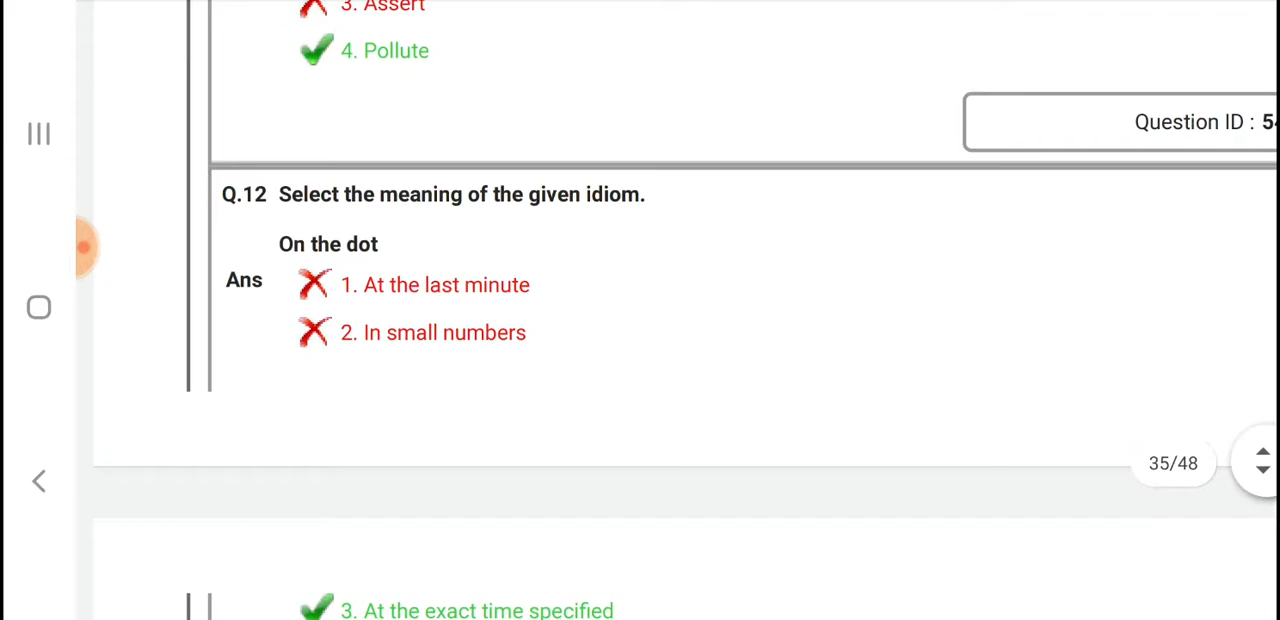 3. Assert
4. Pollute
Question ID :
Q.12 Select the meaning of the given idiom.
On the dot
Ans
1. At the last minute
2. In small numbers
35/48
3. At the exact time specified